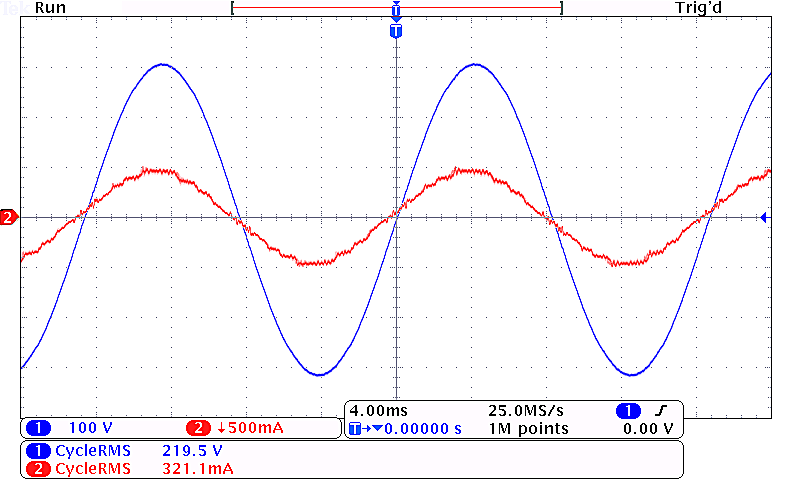 Tek Run Trig'd
T
T
2
1 100 V 2 ↓500mA
4.00ms 25.0MS/s 1 ∫
T→▼0.00000 s 1M points 0.00 V
1 CycleRMS 219.5 V
2 CycleRMS 321.1mA